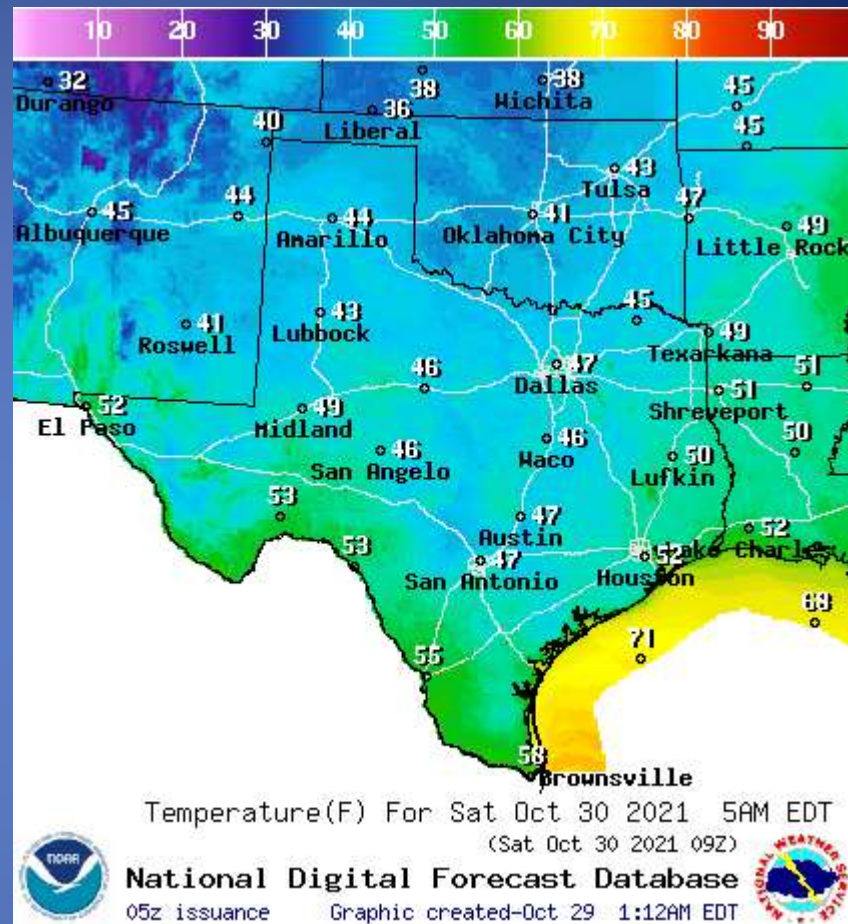 10 20 30 40 50 60 70 80 90
32 38 38 45
Durango Wichita
36
Liberal
40 45
43
Tulsa
45 44 44 41 47 49
Albuquerque Amarillo Oklahoma City Little Rock
41 43 45 49
Roswell Lubbock Texarkana
46 47 51
Dallas
52 49 51
El Paso Midland Shreveport
46 46 50 50
San Angelo Waco Lufkin
53 47 52
Austin
53 47 52 Lake Charles
San Antonio Houston
71 68
55
58
Brownsville
Temperature(F) For Sat Oct 30 2021 5AM EDT
(Sat Oct 30 2021 09Z)
NOAA
NATIONAL WEATHER SERVICE
National Digital Forecast Database
05z issuance Graphic created-Oct 29 1:12AM EDT